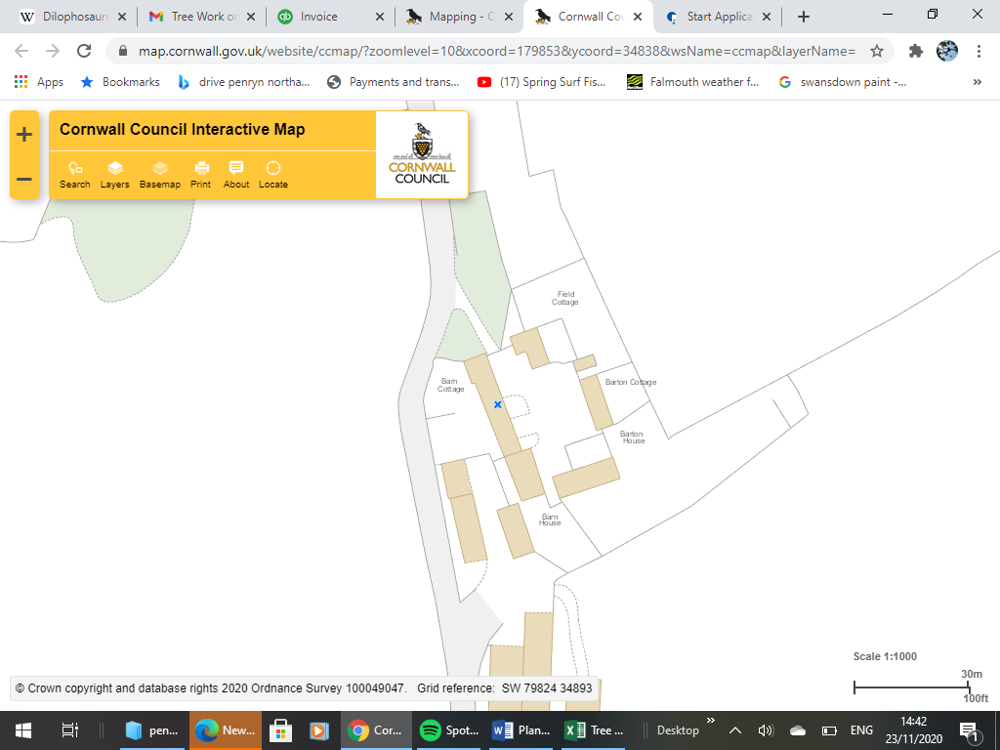 Dilophosaur
Tree Work or
Invoice
Mapping - C
Cornwall Cou
Start Applica
map.cornwall.gov.uk/website/ccmap/?zoomlevel=10&xcoord=179853&ycoord=34838&wsName=ccmap&layerName=
Apps
Bookmarks
drive penryn northa...
Payments and trans...
(17) Spring Surf Fis...
Falmouth weather f...
swansdown paint -...
»
+
−
Cornwall Council Interactive Map
Search
Layers
Basemap
Print
About
Locate
CORNWALL
COUNCIL
Field
Cottage
Barn
Cottage
Barton Cottage
Barton
House
Barn
House
Scale 1:1000
30m
100ft
© Crown copyright and database rights 2020 Ordnance Survey 100049047. Grid reference: SW 79824 34893
pen...
New...
Cor...
Spot...
Plan...
Tree ...
Desktop
»
ENG
14:42
23/11/2020
1